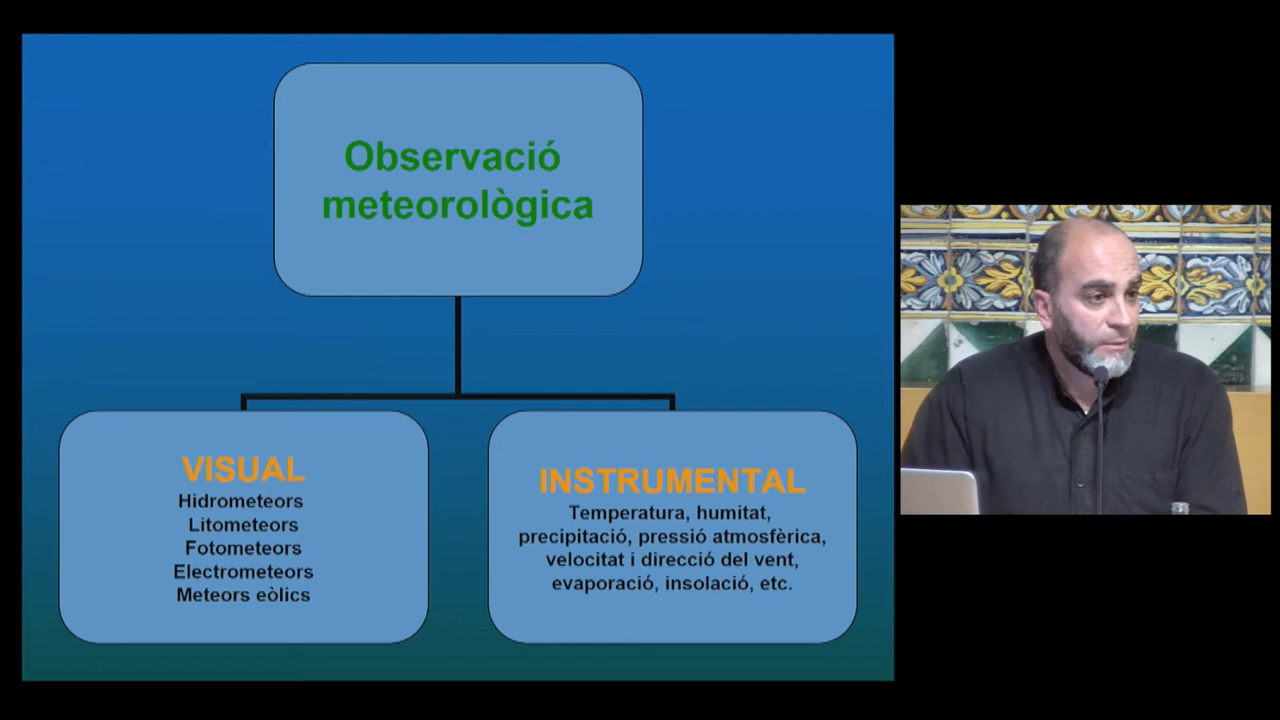 Observació
meteorològica
VISUAL
Hidrometeors
Litometeors
Fotometeors
Electrometeors
Meteors eòlics
INSTRUMENTAL
Temperatura, humitat,
precipitació, pressió atmosfèrica,
velocitat i direcció del vent,
evaporació, insolació, etc.